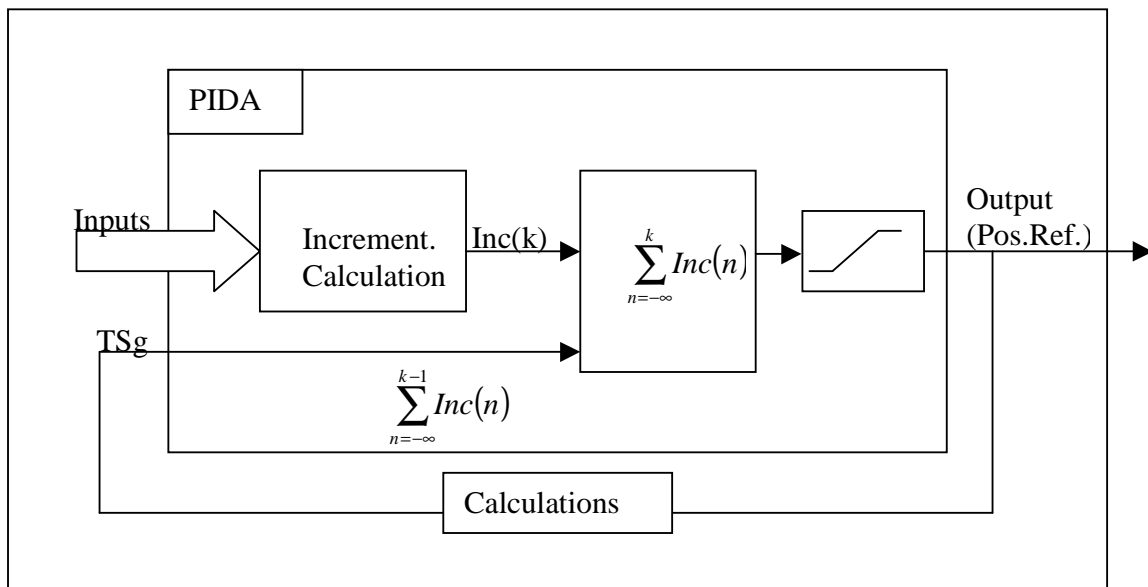 PIDA
Inputs
Increment.
Calculation
Inc(k)
k
∑ Inc(n)
n=-∞
Output
(Pos.Ref.)
TSg
k-1
∑ Inc(n)
n=-∞
Calculations